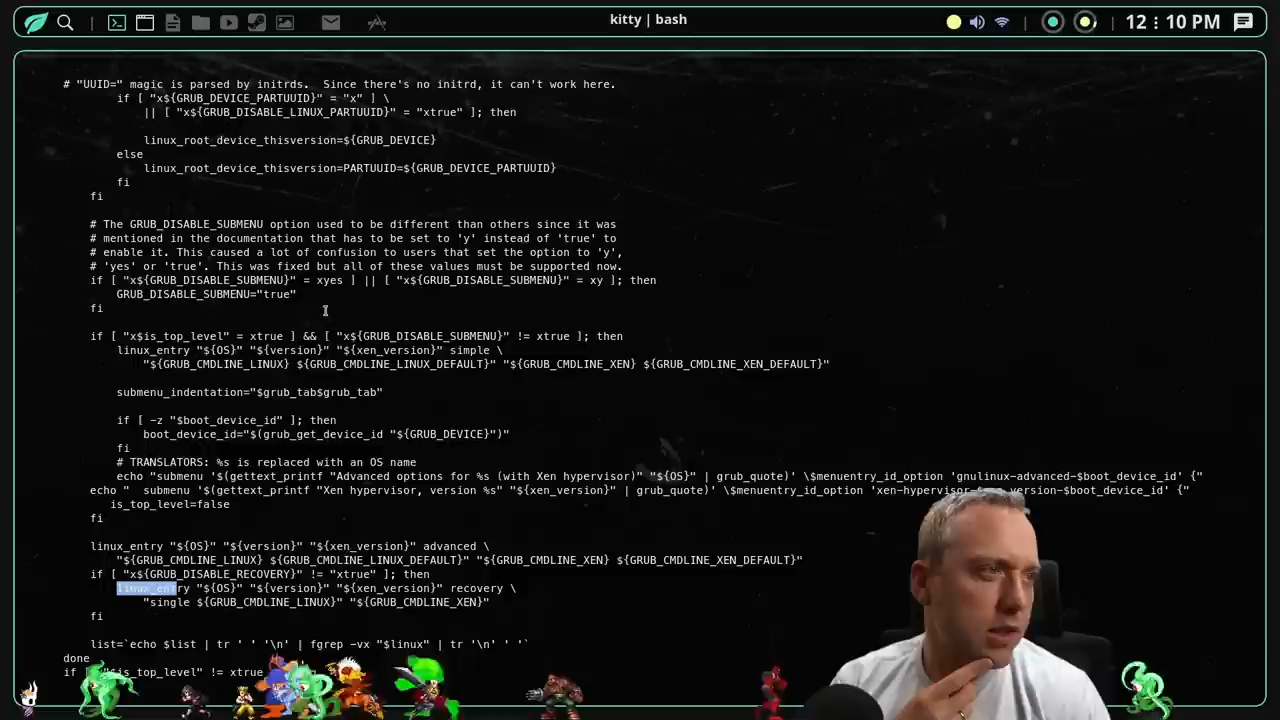 kitty | bash
12 : 10 PM
# "UUID=" magic is parsed by initrds.  Since there's no initrd, it can't work here.
if [ "x${GRUB_DEVICE_PARTUUID}" = "x" ] \
|| [ "x${GRUB_DISABLE_LINUX_PARTUUID}" = "xtrue" ]; then
linux_root_device_thisversion=${GRUB_DEVICE}
else
linux_root_device_thisversion=PARTUUID=${GRUB_DEVICE_PARTUUID}
fi
fi
# The GRUB_DISABLE_SUBMENU option used to be different than others since it was
# mentioned in the documentation that has to be set to 'y' instead of 'true' to
# enable it. This caused a lot of confusion to users that set the option to 'y',
# 'yes' or 'true'. This was fixed but all of these values must be supported now.
if [ "x${GRUB_DISABLE_SUBMENU}" = xyes ] || [ "x${GRUB_DISABLE_SUBMENU}" = xy ]; then
GRUB_DISABLE_SUBMENU="true"
fi
if [ "x$is_top_level" = xtrue ] && [ "x${GRUB_DISABLE_SUBMENU}" != xtrue ]; then
linux_entry "${OS}" "${version}" "${xen_version}" simple \
"${GRUB_CMDLINE_LINUX} ${GRUB_CMDLINE_LINUX_DEFAULT}" "${GRUB_CMDLINE_XEN} ${GRUB_CMDLINE_XEN_DEFAULT}"
submenu_indentation="$grub_tab$grub_tab"
if [ -z "$boot_device_id" ]; then
boot_device_id="$(grub_get_device_id "${GRUB_DEVICE}")"
fi
# TRANSLATORS: %s is replaced with an OS name
echo "submenu '$(gettext_printf "Advanced options for %s (with Xen hypervisor)" "${OS}" | grub_quote)' \$menuentry_id_option 'gnulinux-advanced-$boot_device_id' {"
echo "  submenu '$(gettext_printf "Xen hypervisor, version %s" "${xen_version}" | grub_quote)' \$menuentry_id_option 'xen-hypervisor-$xen_version-$boot_device_id' {"
is_top_level=false
fi
linux_entry "${OS}" "${version}" "${xen_version}" advanced \
"${GRUB_CMDLINE_LINUX} ${GRUB_CMDLINE_LINUX_DEFAULT}" "${GRUB_CMDLINE_XEN} ${GRUB_CMDLINE_XEN_DEFAULT}"
if [ "x${GRUB_DISABLE_RECOVERY}" != "xtrue" ]; then
linux_entry "${OS}" "${version}" "${xen_version}" recovery \
"single ${GRUB_CMDLINE_LINUX}" "${GRUB_CMDLINE_XEN}"
fi
list=`echo $list | tr ' ' '\n' | fgrep -vx "$linux" | tr '\n' ' '`
done
if [ "x$is_top_level" != xtrue